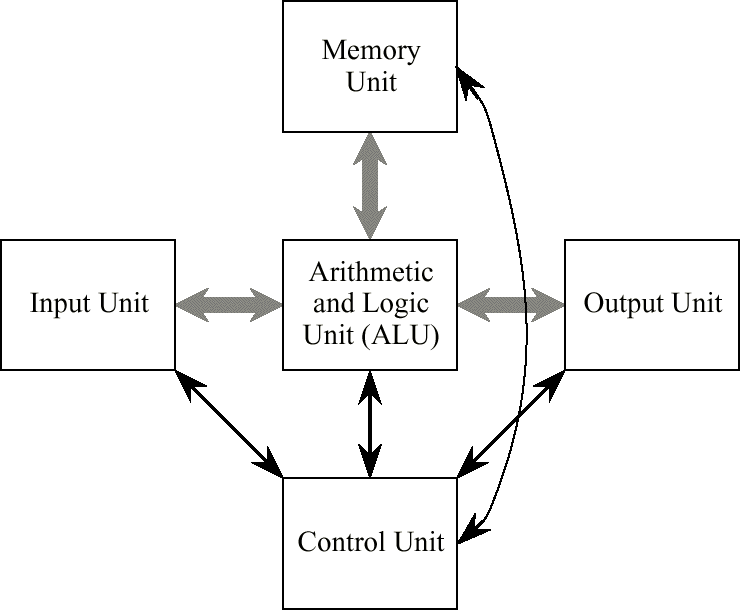 Memory
Unit
Input Unit
Arithmetic
and Logic
Unit (ALU)
Output Unit
Control Unit